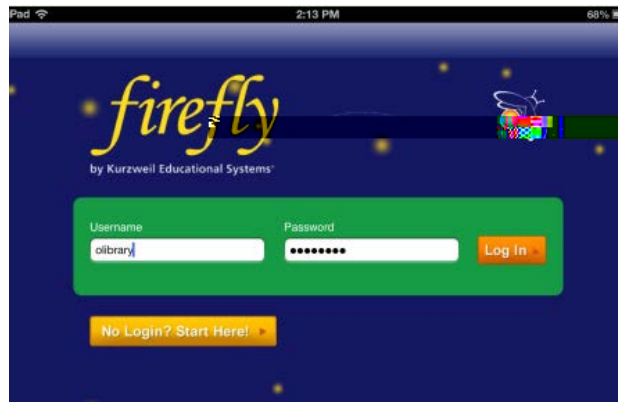 Pad 2:13 PM 68%
firefly
by Kurzweil Educational Systems
Username Password
olibrary •••••••• Log In
No Login? Start Here!